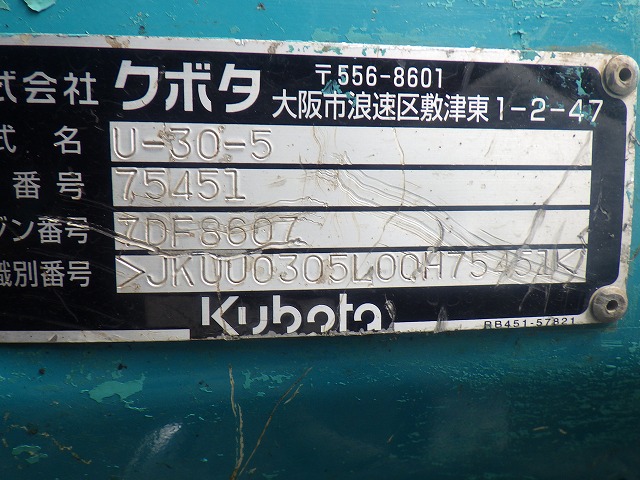 式会社 クボタ 〒556-8601
大阪市浪速区敷津東1-2-47
式 名 U-30-5
番号 75451
ジン番号 7DF8607
識別番号 >JKUU0305L00H75451<
Kubota
RB451-57821